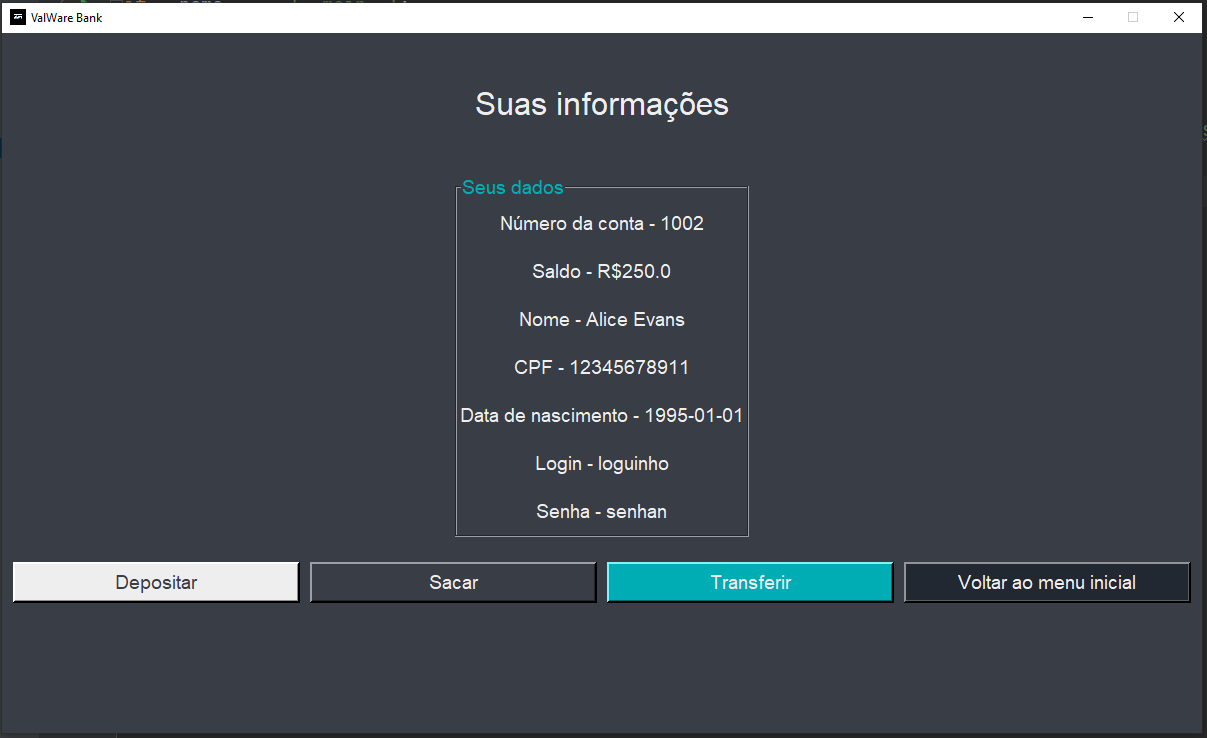 ValWare Bank
Suas informações
Seus dados
Número da conta - 1002
Saldo - R$250.0
Nome - Alice Evans
CPF - 12345678911
Data de nascimento - 1995-01-01
Login - loguinho
Senha - senhan
Depositar
Sacar
Transferir
Voltar ao menu inicial